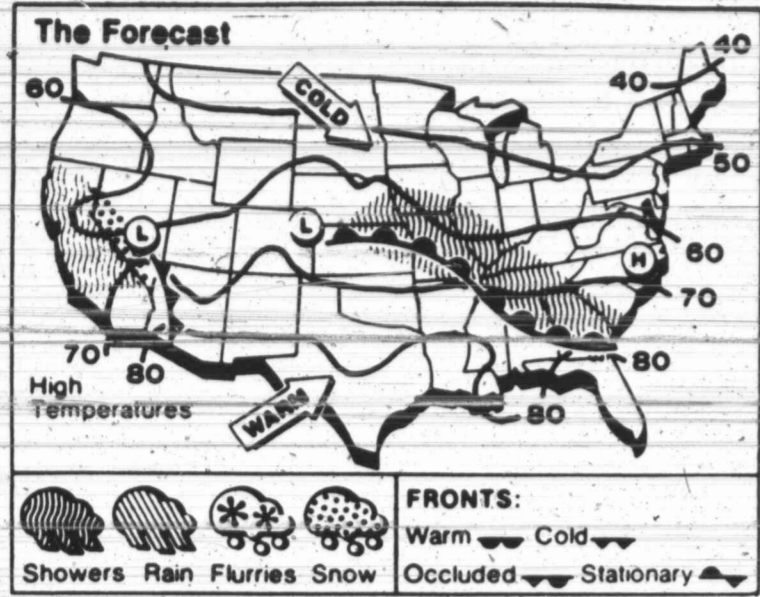 The Forecast
40
40
60
COLD
50
L
L
H
60
70
70
80
80
High
Temperatures
WARM
80
FRONTS:
Warm Cold
Showers Rain Flurries Snow
Occluded Stationary